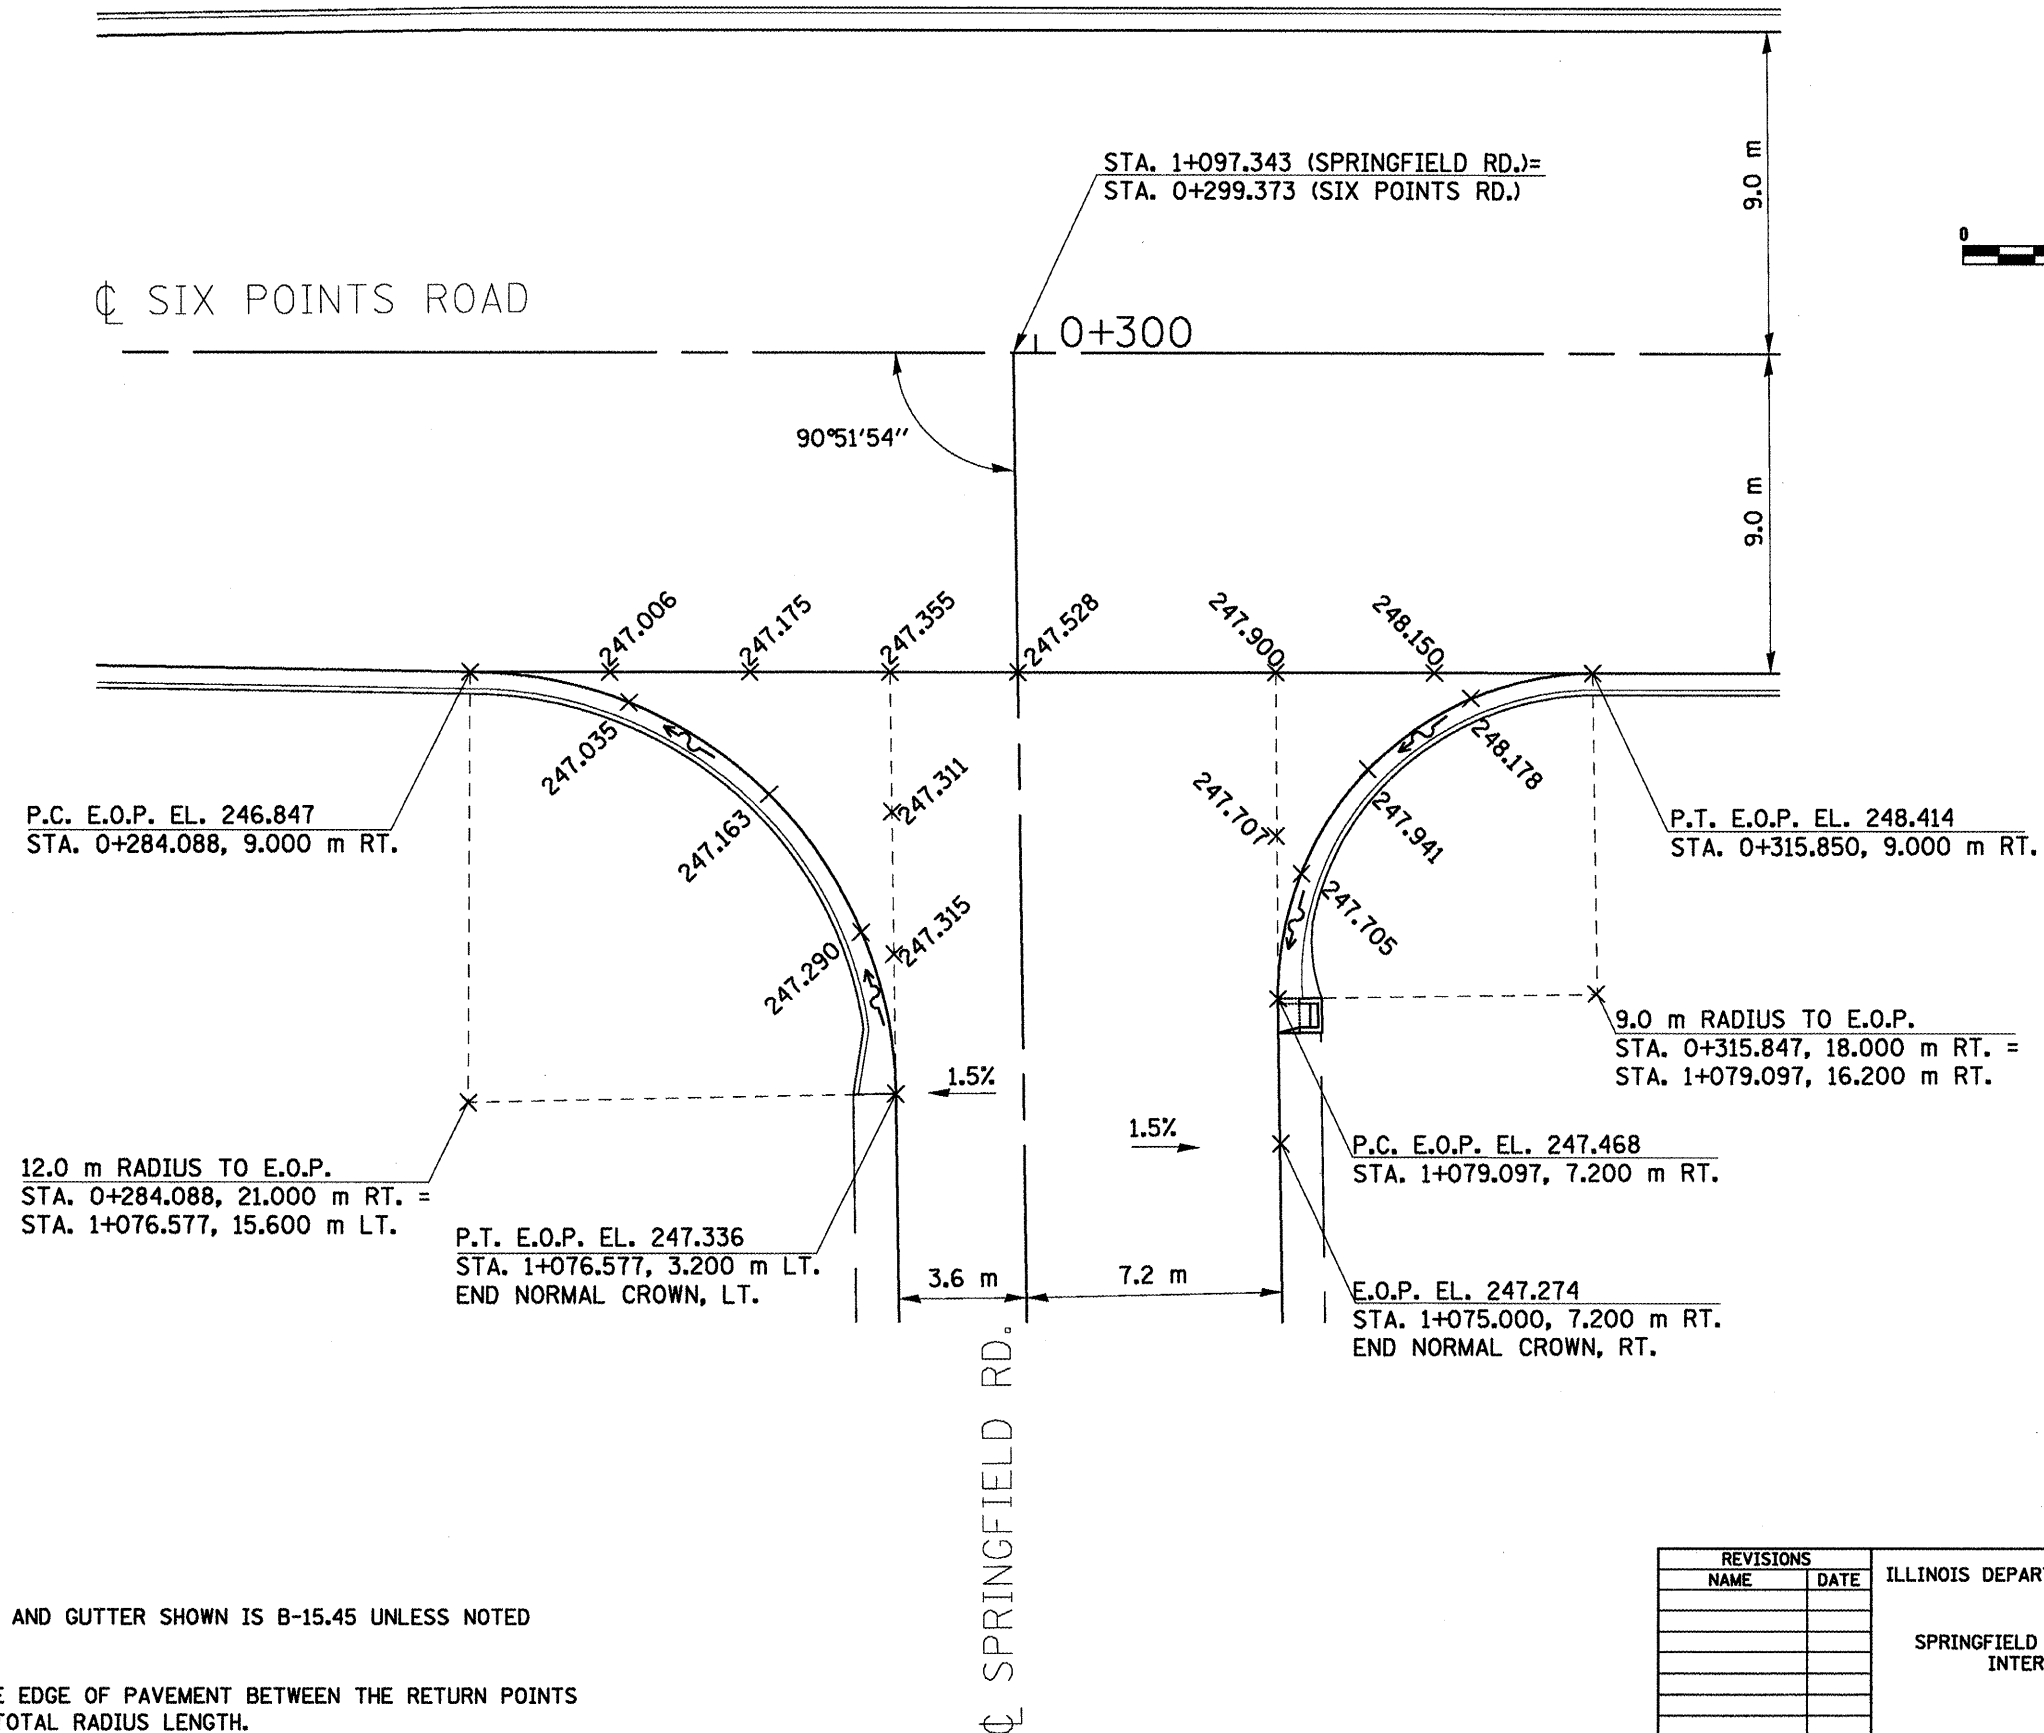 STA. 1+097.343 (SPRINGFIELD RD.)=
STA. 0+299.373 (SIX POINTS RD.)
9.0 m
0
℄ SIX POINTS ROAD
0+300
90°51'54''
9.0 m
247.006
247.175
247.355
247.528
247.900
248.150
247.035
247.163
247.290
247.311
247.315
247.707
248.178
247.941
247.705
P.C. E.O.P. EL. 246.847
STA. 0+284.088, 9.000 m RT.
P.T. E.O.P. EL. 248.414
STA. 0+315.850, 9.000 m RT.
9.0 m RADIUS TO E.O.P.
STA. 0+315.847, 18.000 m RT. =
STA. 1+079.097, 16.200 m RT.
1.5%
1.5%
12.0 m RADIUS TO E.O.P.
STA. 0+284.088, 21.000 m RT. =
STA. 1+076.577, 15.600 m LT.
P.C. E.O.P. EL. 247.468
STA. 1+079.097, 7.200 m RT.
P.T. E.O.P. EL. 247.336
STA. 1+076.577, 3.200 m LT.
END NORMAL CROWN, LT.
3.6 m
7.2 m
E.O.P. EL. 247.274
STA. 1+075.000, 7.200 m RT.
END NORMAL CROWN, RT.
℄ SPRINGFIELD RD.
AND GUTTER SHOWN IS B-15.45 UNLESS NOTED
EDGE OF PAVEMENT BETWEEN THE RETURN POINTS
TOTAL RADIUS LENGTH.
REVISIONS
NAME DATE
ILLINOIS DEPAR
SPRINGFIELD
INTER